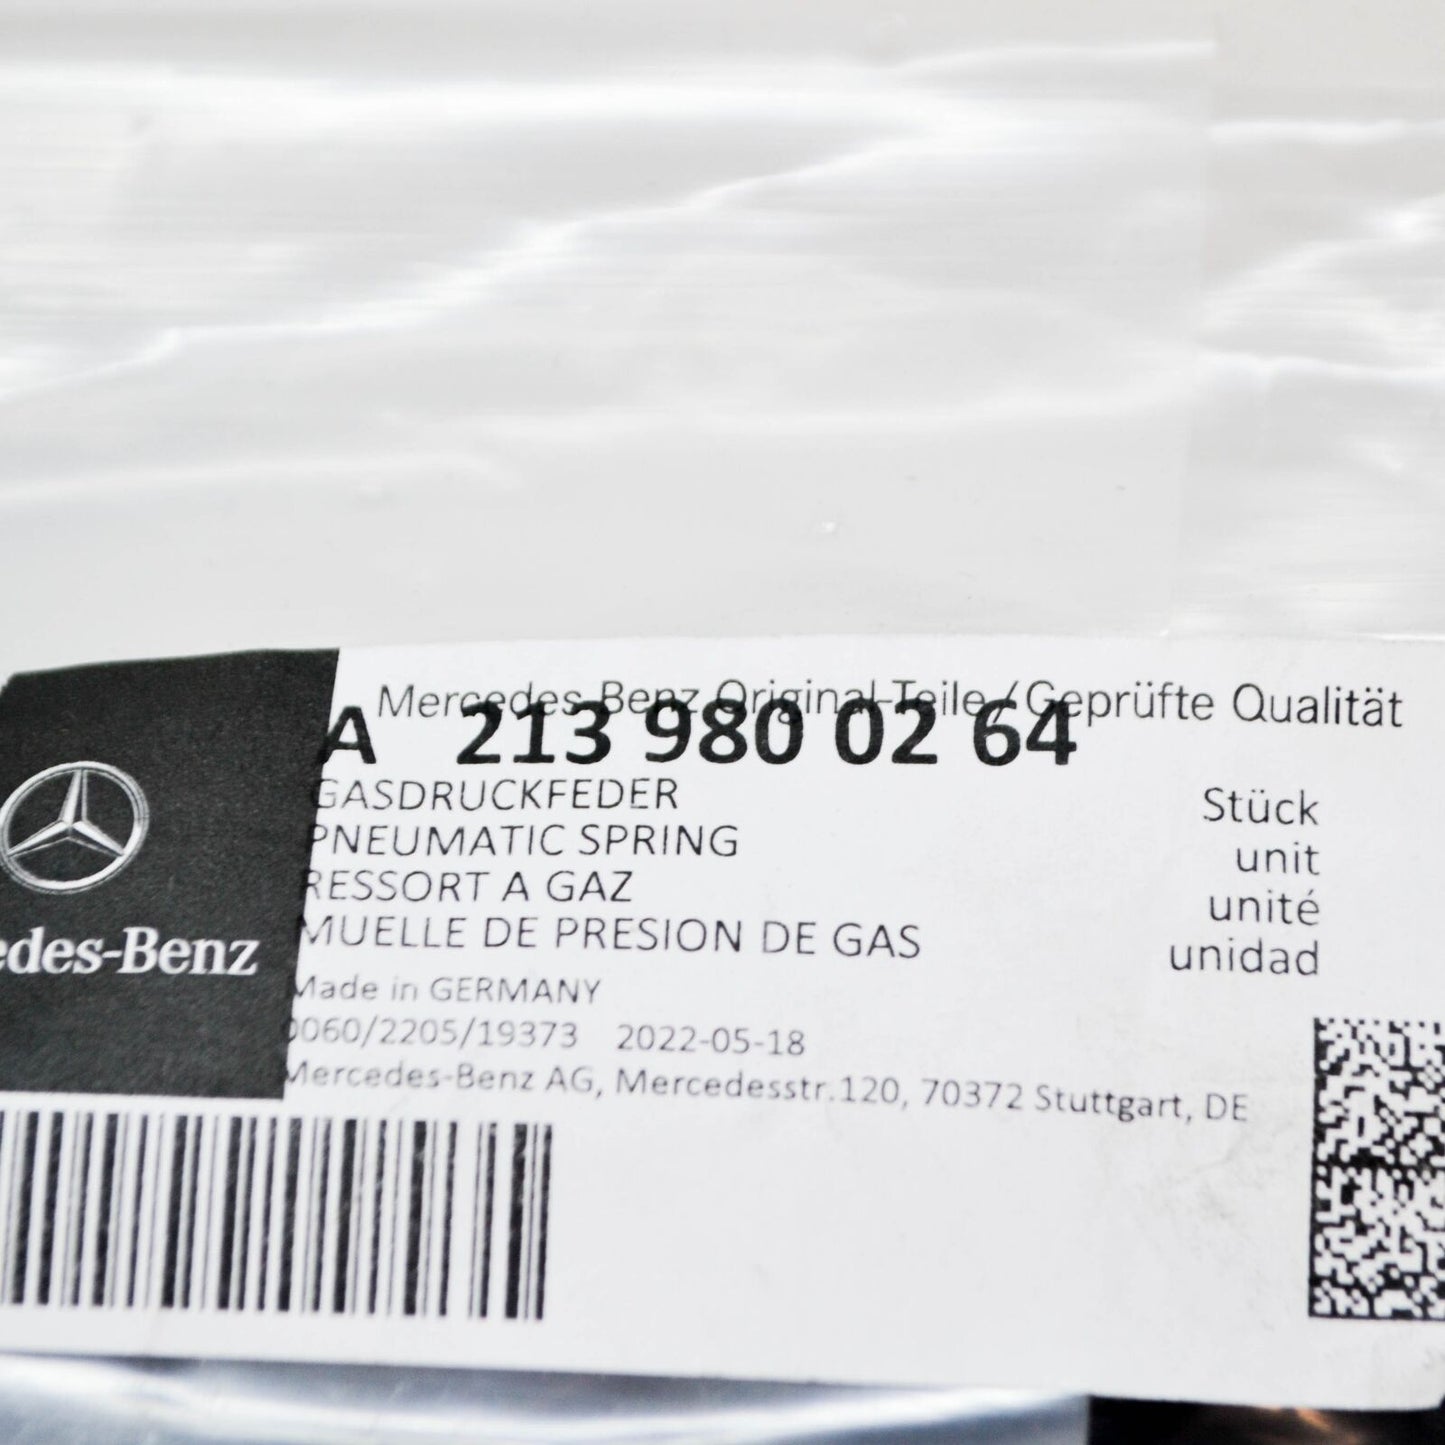 Mercedes-Benz Original-Teile/Geprüfte Qualität
A 213 980 02 64
GASDRUCKFEDER
Stück
PNEUMATIC SPRING
unit
RESSORT A GAZ
unité
MUELLE DE PRESION DE GAS
unidad
edes-Benz
Made in GERMANY
0060/2205/19373 2022-05-18
Mercedes-Benz AG, Mercedesstr.120, 70372 Stuttgart, DE